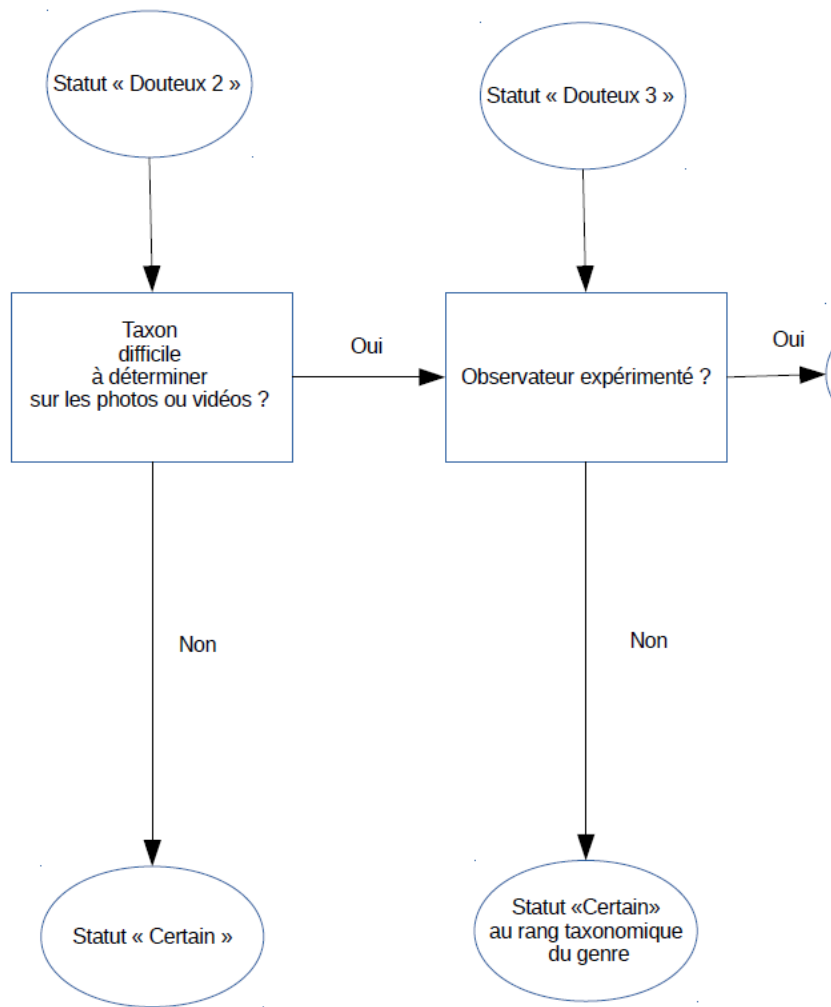 Statut « Douteux 2 »
Statut « Douteux 3 »
Taxon
difficile
à déterminer
sur les photos ou vidéos ?
Oui
Observateur expérimenté ?
Oui
Non
Non
Statut « Certain »
Statut «Certain»
au rang taxonomique
du genre